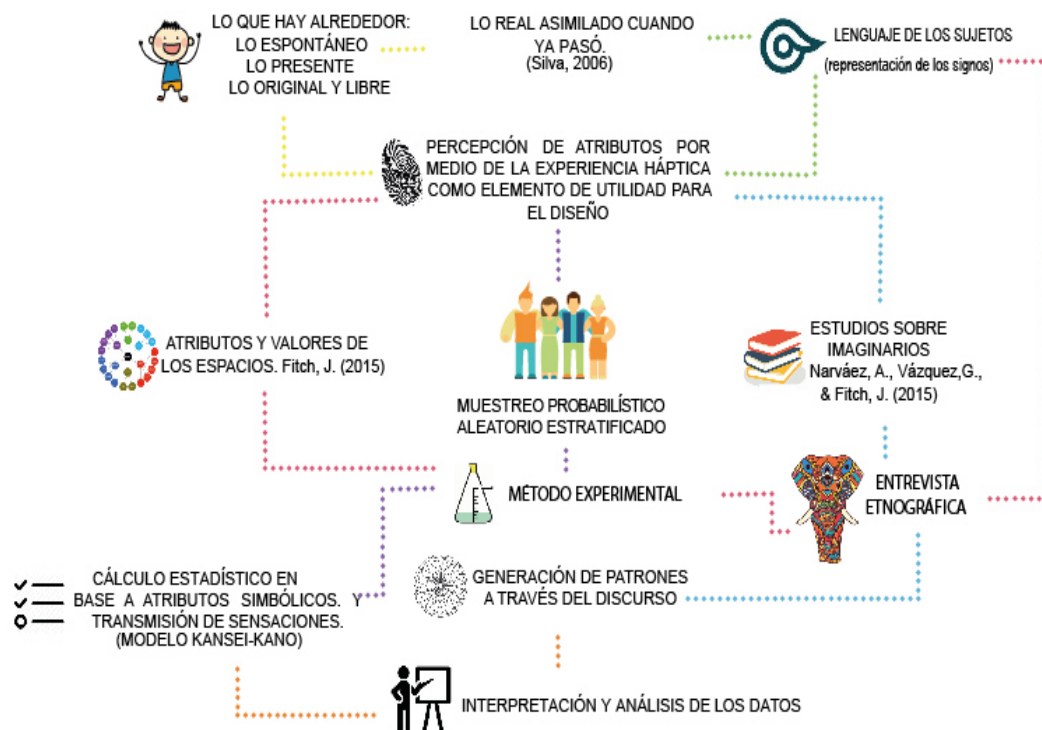 LO QUE HAY ALREDEDOR:
LO ESPONTÁNEO
LO PRESENTE
LO ORIGINAL Y LIBRE
LO REAL ASIMILADO CUANDO
YA PASÓ.
(Silva, 2006)
LENGUAJE DE LOS SUJETOS
(representación de los signos)
PERCEPCIÓN DE ATRIBUTOS POR
MEDIO DE LA EXPERIENCIA HÁPTICA
COMO ELEMENTO DE UTILIDAD PARA
EL DISEÑO
ATRIBUTOS Y VALORES DE
LOS ESPACIOS. Fitch, J. (2015)
MUESTREO PROBABILÍSTICO
ALEATORIO ESTRATIFICADO
ESTUDIOS SOBRE
IMAGINARIOS
Narváez, A., Vázquez,G.,
& Fitch, J. (2015)
MÉTODO EXPERIMENTAL
ENTREVISTA
ETNOGRÁFICA
CÁLCULO ESTADÍSTICO EN
BASE A ATRIBUTOS SIMBÓLICOS. Y
TRANSMISIÓN DE SENSACIONES.
(MODELO KANSEI-KANO)
GENERACIÓN DE PATRONES
A TRAVÉS DEL DISCURSO
INTERPRETACIÓN Y ANÁLISIS DE LOS DATOS